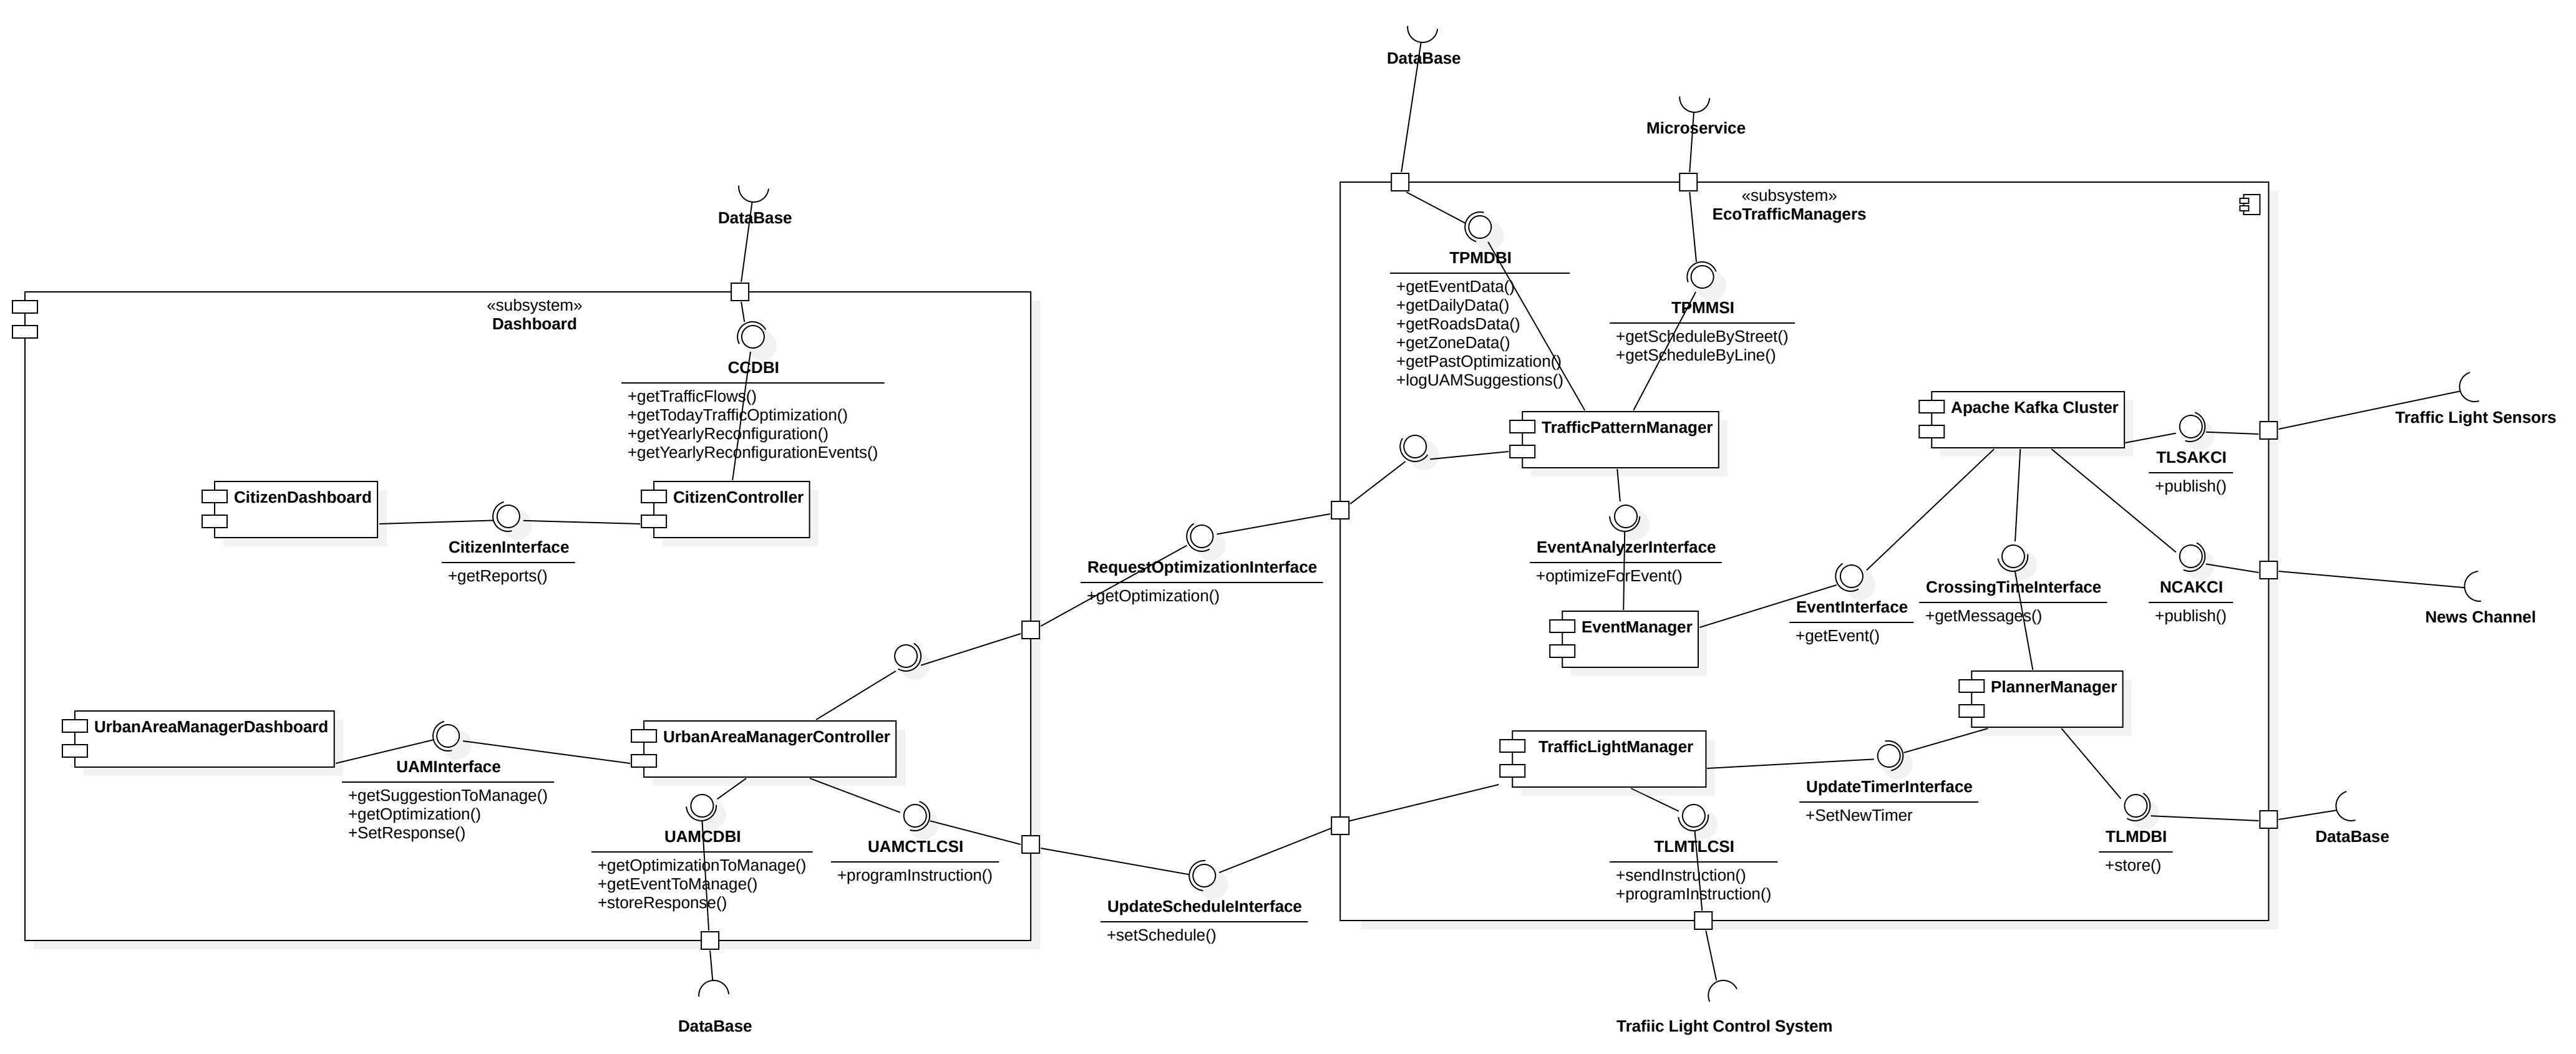 DataBase
Microservice
«subsystem»
EcoTrafficManagers
DataBase
TPMDBI
+getEventData()
+getDailyData()
+getRoadsData()
+getZoneData()
+getPastOptimization()
+logUAMSuggestions()
TPMMSI
+getScheduleByStreet()
+getScheduleByLine()
«subsystem»
Dashboard
CCDBI
+getTrafficFlows()
+getTodayTrafficOptimization()
+getYearlyReconfiguration()
+getYearlyReconfigurationEvents()
TrafficPatternManager
Apache Kafka Cluster
Traffic Light Sensors
TLSAKCI
+publish()
CitizenDashboard
CitizenController
CitizenInterface
+getReports()
RequestOptimizationInterface
+getOptimization()
EventAnalyzerInterface
+optimizeForEvent()
EventManager
EventInterface
+getEvent()
CrossingTimeInterface
+getMessages()
NCAKCI
+publish()
News Channel
PlannerManager
UrbanAreaManagerDashboard
UrbanAreaManagerController
TrafficLightManager
UAMInterface
+getSuggestionToManage()
+getOptimization()
+SetResponse()
UAMCDBI
+getOptimizationToManage()
+getEventToManage()
+storeResponse()
UAMCTLCSI
+programInstruction()
UpdateScheduleInterface
+setSchedule()
UpdateTimerInterface
+SetNewTimer
TLMTLCSI
+sendInstruction()
+programInstruction()
TLMDBI
+store()
DataBase
DataBase
Trafiic Light Control System